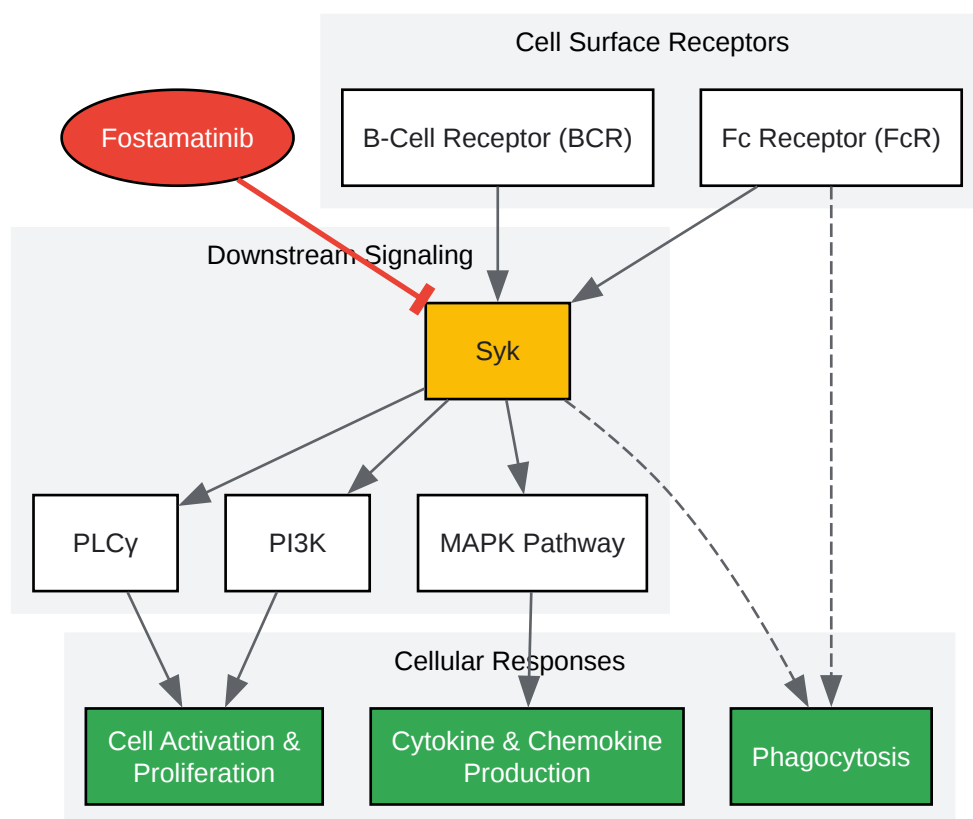 Cell Surface Receptors
Fostamatinib
B-Cell Receptor (BCR)
Fc Receptor (FcR)
Downstream Signaling
Syk
PLCγ
PI3K
MAPK Pathway
Cellular Responses
Cell Activation &
Proliferation
Cytokine & Chemokine
Production
Phagocytosis